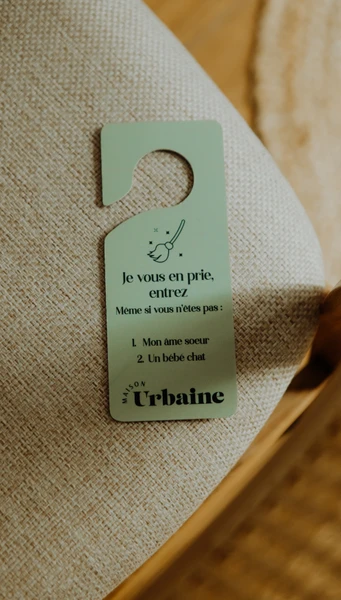 Je vous en prie,
entrez
Même si vous n'êtes pas :
1. Mon âme soeur
2. Un bébé chat
MAISON
Urbaine